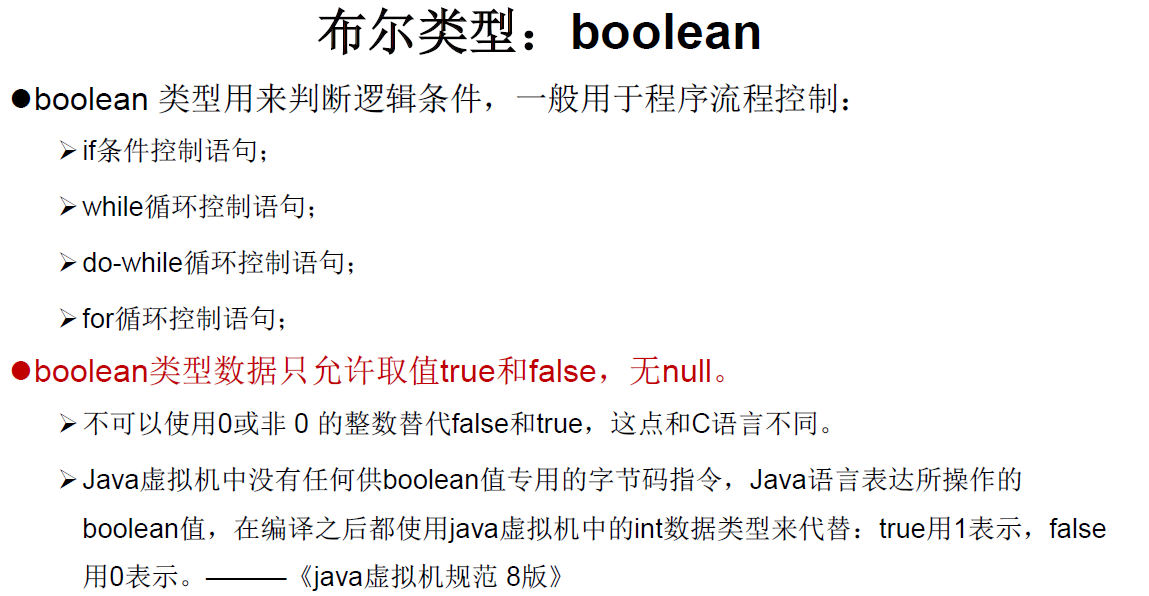 布尔类型：boolean
●boolean 类型用来判断逻辑条件，一般用于程序流程控制：
➢if条件控制语句；
➢while循环控制语句；
➢do-while循环控制语句；
➢for循环控制语句；
●boolean类型数据只允许取值true和false，无null。
➢不可以使用0或非 0 的整数替代false和true，这点和C语言不同。
➢Java虚拟机中没有任何供boolean值专用的字节码指令，Java语言表达所操作的
boolean值，在编译之后都使用java虚拟机中的int数据类型来代替：true用1表示，false
用0表示。———《java虚拟机规范 8版》